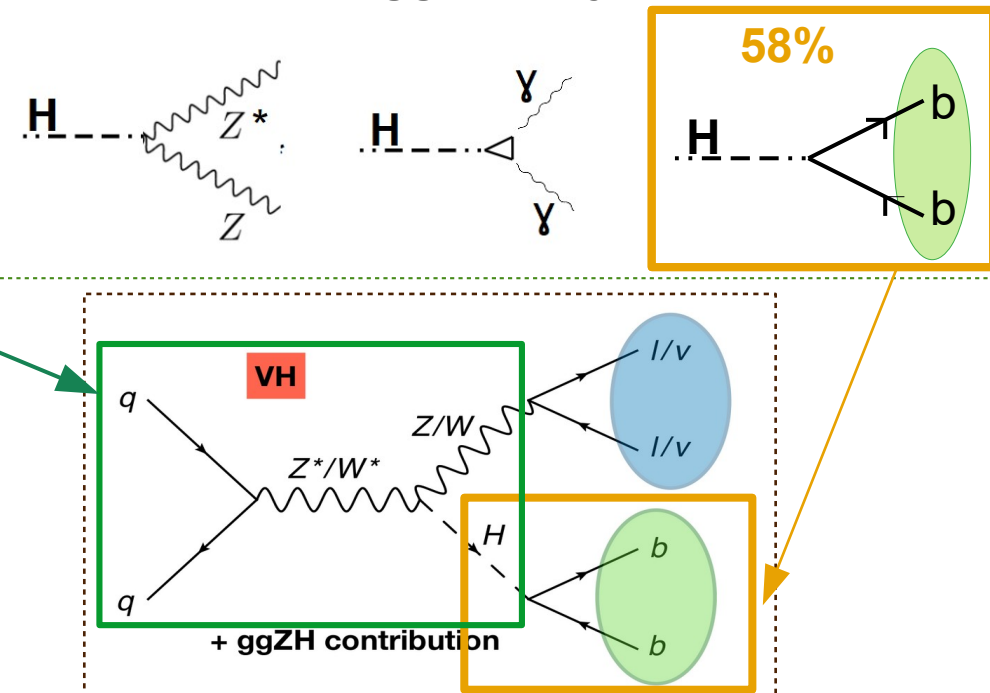 58%
H
Z*
Z
H
γ
γ
H
b
b
VH
q
q
Z*/W*
Z/W
H
l/ν
l/ν
b
b
+ ggZH contribution